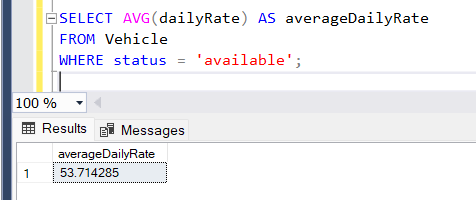 SELECT AVG(dailyRate) AS averageDailyRate
FROM Vehicle
WHERE status = 'available';
100 %
Results Messages
averageDailyRate
1 53.714285